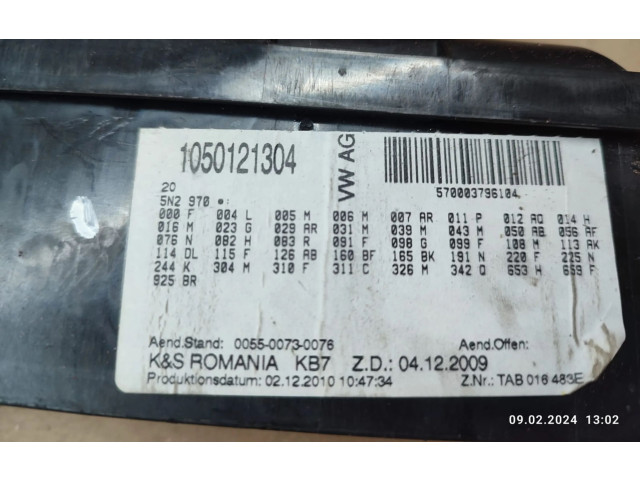 1050121304
VW AG
570003796104
20
5N2 970 •:
000 F 004 L 005 M 006 M 007 AR 011 P 012 AQ 014 H
016 M 023 G 029 AR 031 M 039 M 043 M 050 AB 056 AF
076 N 082 H 083 R 091 F 098 G 099 F 108 M 113 AK
114 DL 115 F 126 AB 160 BF 165 BK 191 N 220 F 225 N
244 K 304 M 310 F 311 C 326 M 342 Q 653 H 659 F
925 BR
Aend.Stand: 0055-0073-0076 Aend.Offen:
K&S ROMANIA KB7 Z.D.: 04.12.2009
Produktionsdatum: 02.12.2010 10:47:34 Z.Nr.: TAB 016 483E
09.02.2024 13:02